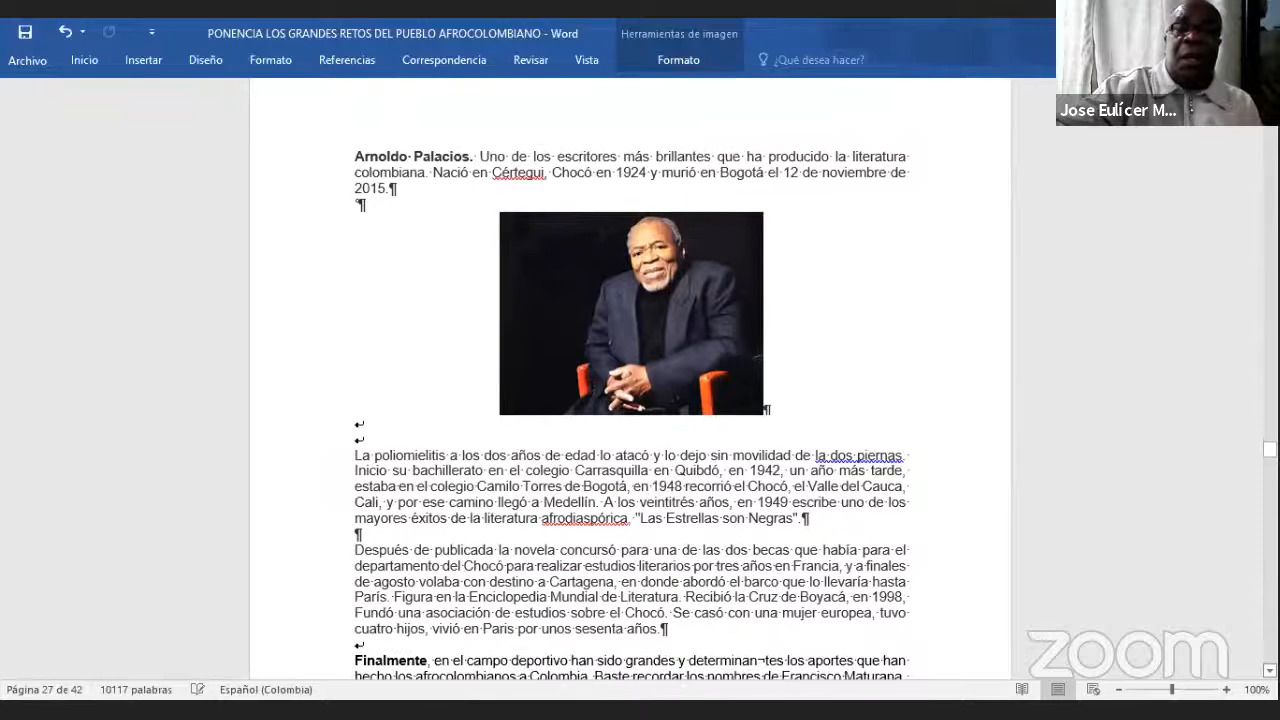 PONENCIA LOS GRANDES RETOS DEL PUEBLO AFROCOLOMBIANO - Word
Herramientas de imagen
Archivo Inicio Insertar Diseño Formato Referencias Correspondencia Revisar Vista Formato ¿Qué desea hacer?
Jose Eulícer M...
Arnoldo Palacios. Uno de los escritores más brillantes que ha producido la literatura
colombiana. Nació en Cértegui, Chocó en 1924 y murió en Bogotá el 12 de noviembre de
2015.¶
¶
¶
La poliomielitis a los dos años de edad lo atacó y lo dejo sin movilidad de la dos piernas.
Inicio su bachillerato en el colegio Carrasquilla en Quibdó, en 1942, un año más tarde,
estaba en el colegio Camilo Torres de Bogotá, en 1948 recorrió el Chocó, el Valle del Cauca,
Cali, y por ese camino llegó a Medellín. A los veintitrés años, en 1949 escribe uno de los
mayores éxitos de la literatura afrodiaspórica, "Las Estrellas son Negras".¶
¶
Después de publicada la novela concursó para una de las dos becas que había para el
departamento del Chocó para realizar estudios literarios por tres años en Francia, y a finales
de agosto volaba con destino a Cartagena, en donde abordó el barco que lo llevaría hasta
París. Figura en la Enciclopedia Mundial de Literatura. Recibió la Cruz de Boyacá, en 1998,
Fundó una asociación de estudios sobre el Chocó. Se casó con una mujer europea, tuvo
cuatro hijos, vivió en Paris por unos sesenta años.¶
Finalmente, en el campo deportivo han sido grandes y determinan¬tes los aportes que han
hecho los afrocolombianos a Colombia. Baste recordar los nombres de Francisco Maturana,
zoom
Página 27 de 42 10117 palabras Español (Colombia) 100%